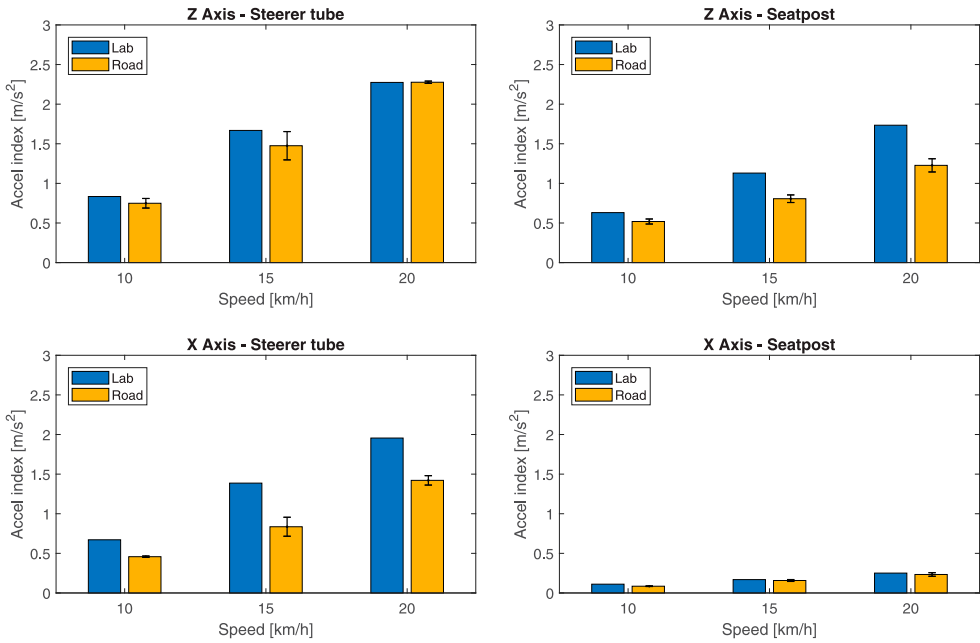 Z Axis - Steerer tube
Accel index [m/s²]
3
2.5
2
1.5
1
0.5
0
Lab
Road
10
15
20
Speed [km/h]
Z Axis - Seatpost
Accel index [m/s²]
3
2.5
2
1.5
1
0.5
0
Lab
Road
10
15
20
Speed [km/h]
X Axis - Steerer tube
Accel index [m/s²]
3
2.5
2
1.5
1
0.5
0
Lab
Road
10
15
20
Speed [km/h]
X Axis - Seatpost
Accel index [m/s²]
3
2.5
2
1.5
1
0.5
0
Lab
Road
10
15
20
Speed [km/h]